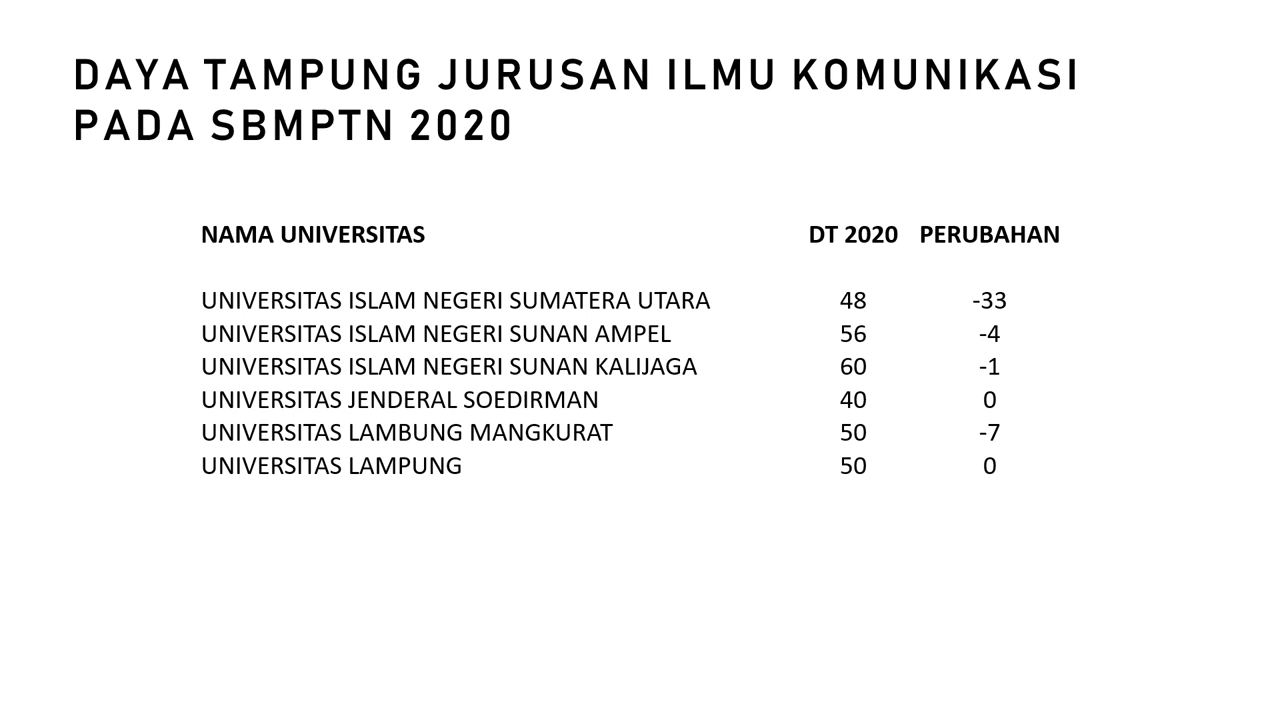 DAYA TAMPUNG JURUSAN ILMU KOMUNIKASI
PADA SBMPTN 2020
NAMA UNIVERSITAS DT 2020 PERUBAHAN
UNIVERSITAS ISLAM NEGERI SUMATERA UTARA 48 -33
UNIVERSITAS ISLAM NEGERI SUNAN AMPEL 56 -4
UNIVERSITAS ISLAM NEGERI SUNAN KALIJAGA 60 -1
UNIVERSITAS JENDERAL SOEDIRMAN 40 0
UNIVERSITAS LAMBUNG MANGKURAT 50 -7
UNIVERSITAS LAMPUNG 50 0